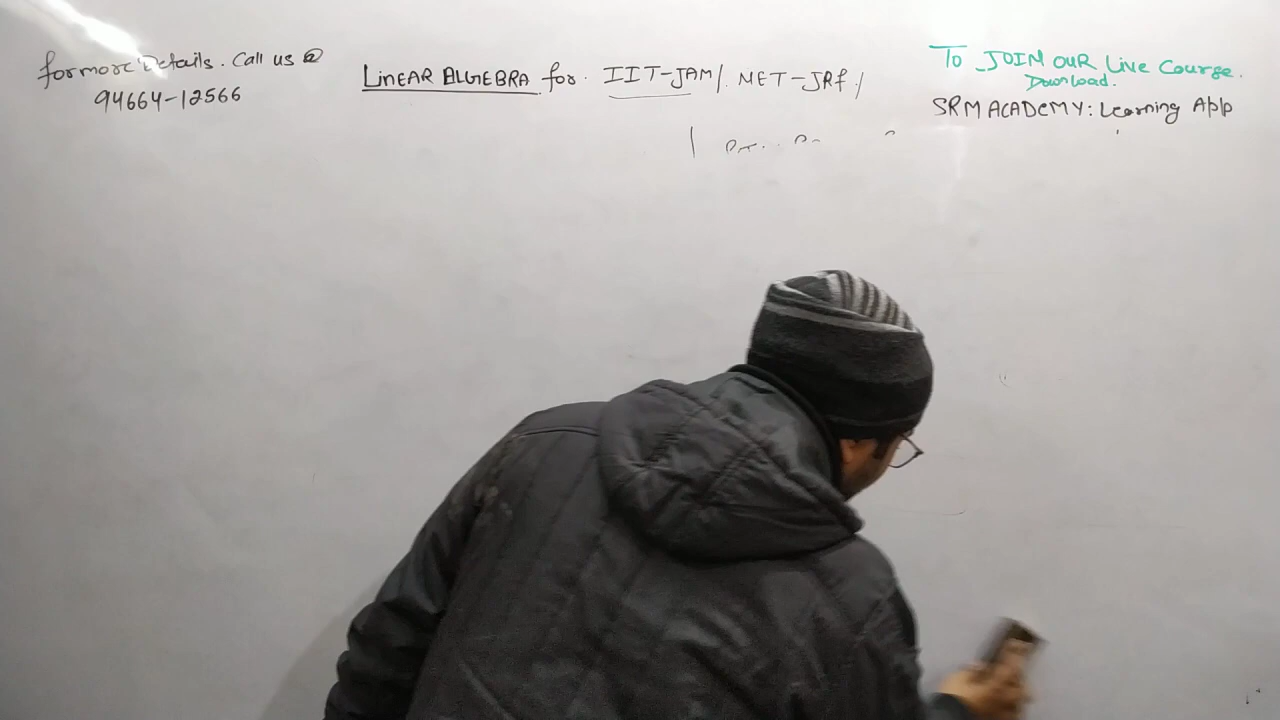 for more Details. Call us @
94664-12566
LINEAR ALGEBRA for. IIT-JAM/. NET-JRf./
TO JOIN OUR Live Course.
Download.
SRM ACADEMY: Learning App